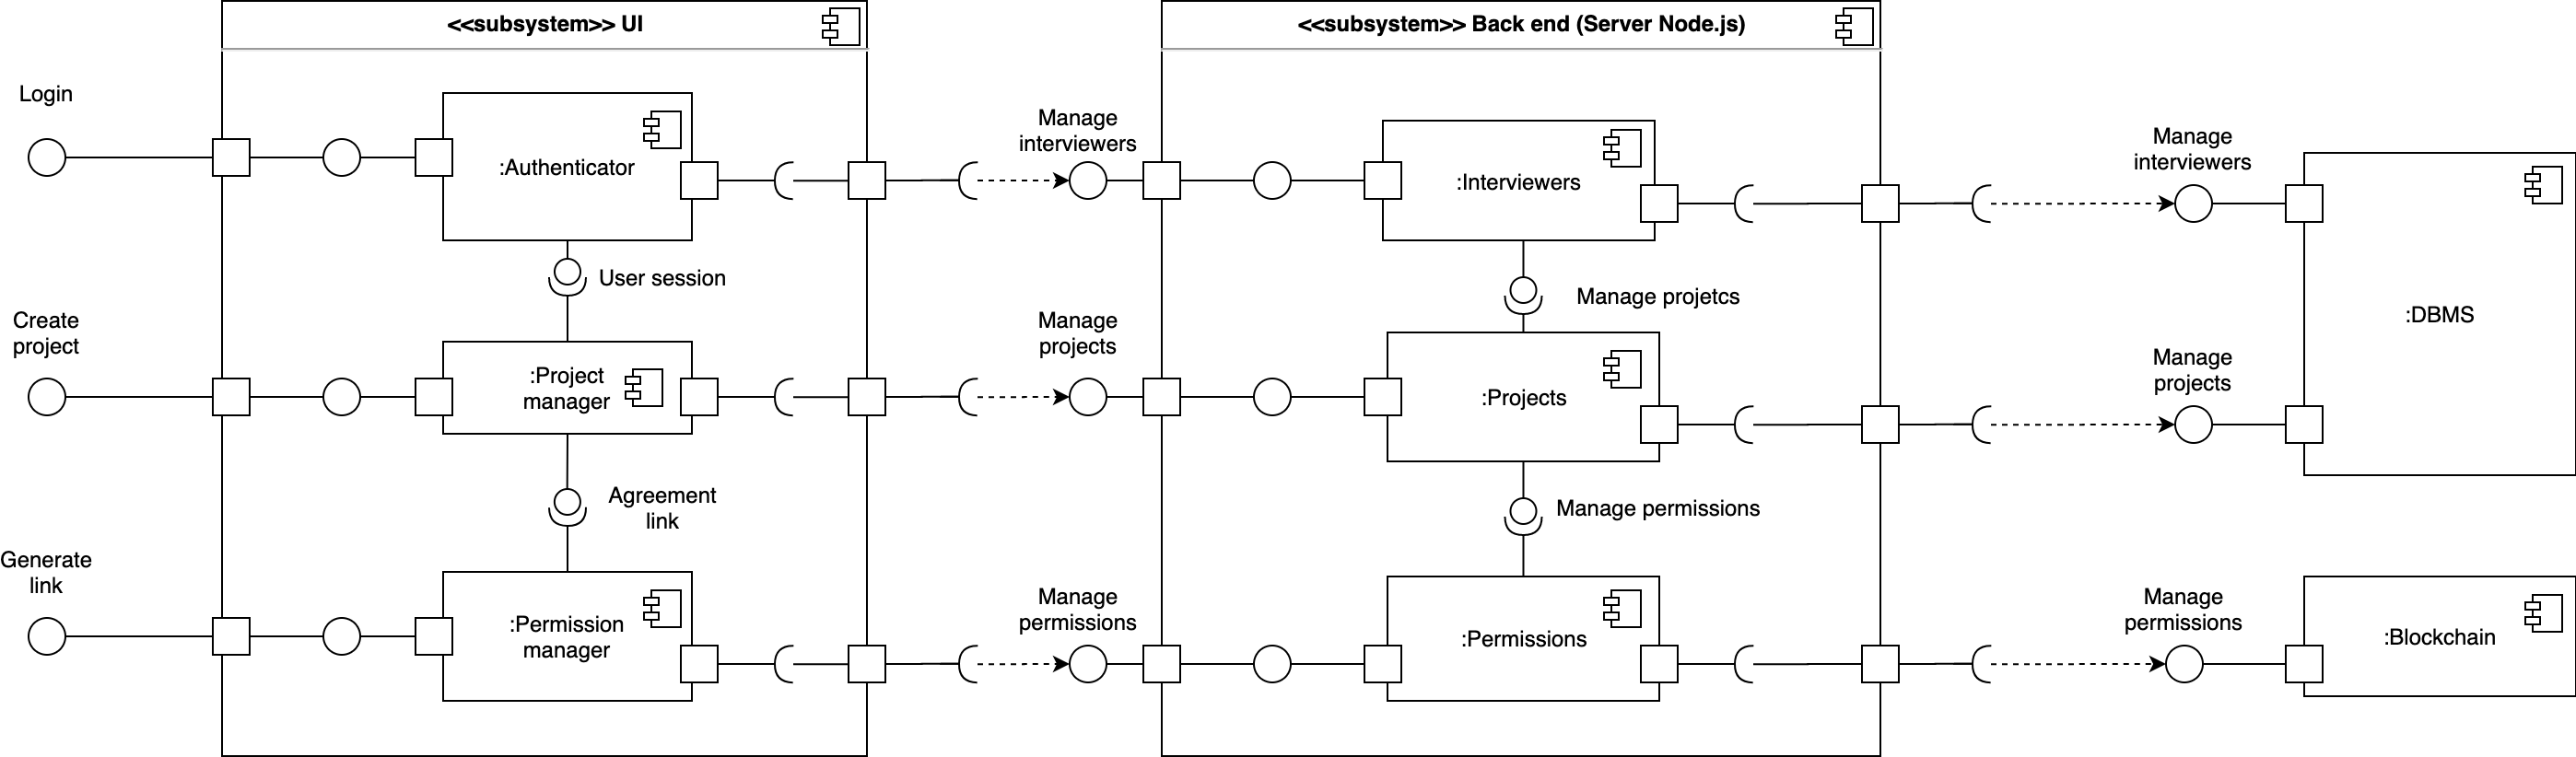 <<subsystem>> UI
<<subsystem>> Back end (Server Node.js)
Login
:Authenticator
Manage
interviewers
:Interviewers
Manage
interviewers
User session
Manage projetcs
:DBMS
Create
project
:Project
manager
Manage
projects
:Projects
Manage
projects
Agreement
link
Manage permissions
Generate
link
:Permission
manager
Manage
permissions
:Permissions
Manage
permissions
:Blockchain